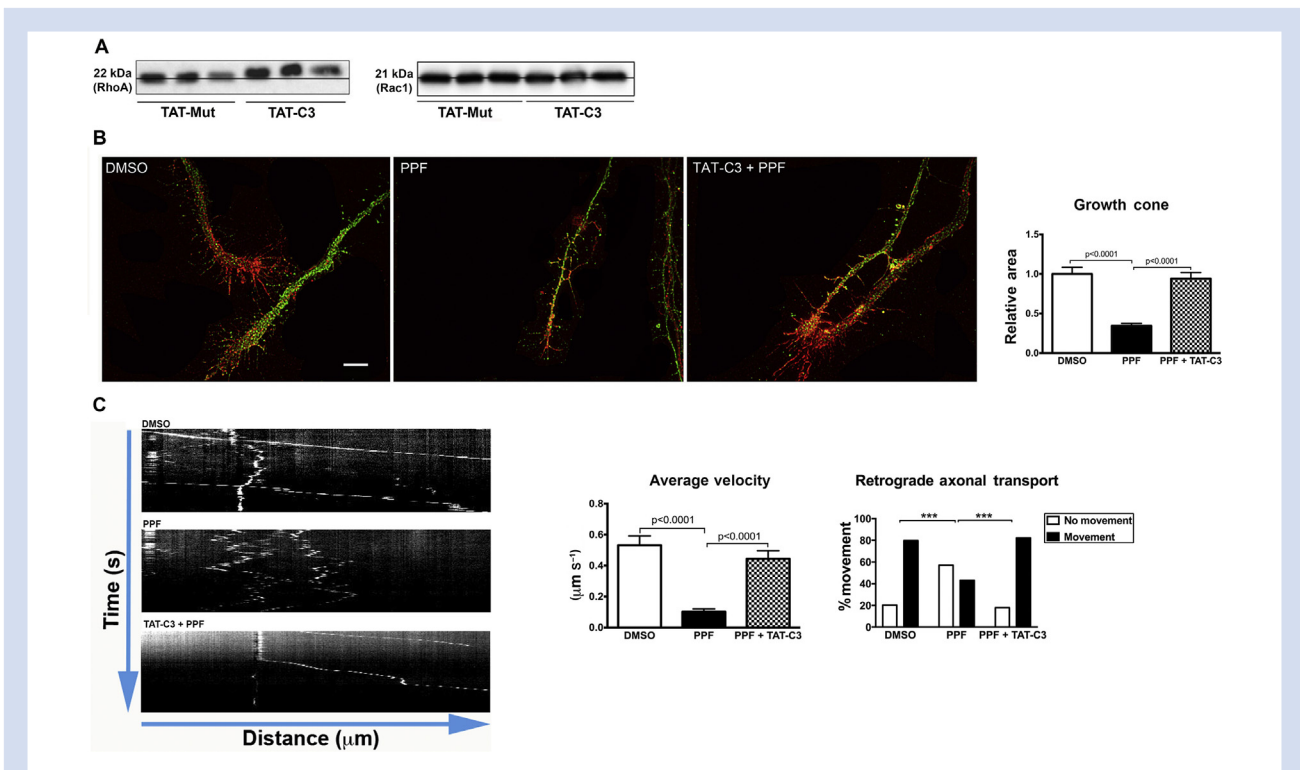 A
22 kDa
(RhoA)
TAT-Mut
TAT-C3
21 kDa
(Rac1)
TAT-Mut
TAT-C3
B
DMSO
PPF
TAT-C3 + PPF
Growth cone
Relative area
1.5
1.0
0.5
0.0
p<0.0001
p<0.0001
DMSO
PPF
PPF + TAT-C3
C
Time (s)
DMSO
PPF
TAT-C3 + PPF
Distance (μm)
Average velocity
(μm s⁻¹)
0.8
0.6
0.4
0.2
0.0
p<0.0001
p<0.0001
DMSO
PPF
PPF + TAT-C3
Retrograde axonal transport
% movement
100
80
60
40
20
***
***
DMSO
PPF
PPF + TAT-C3
No movement
Movement